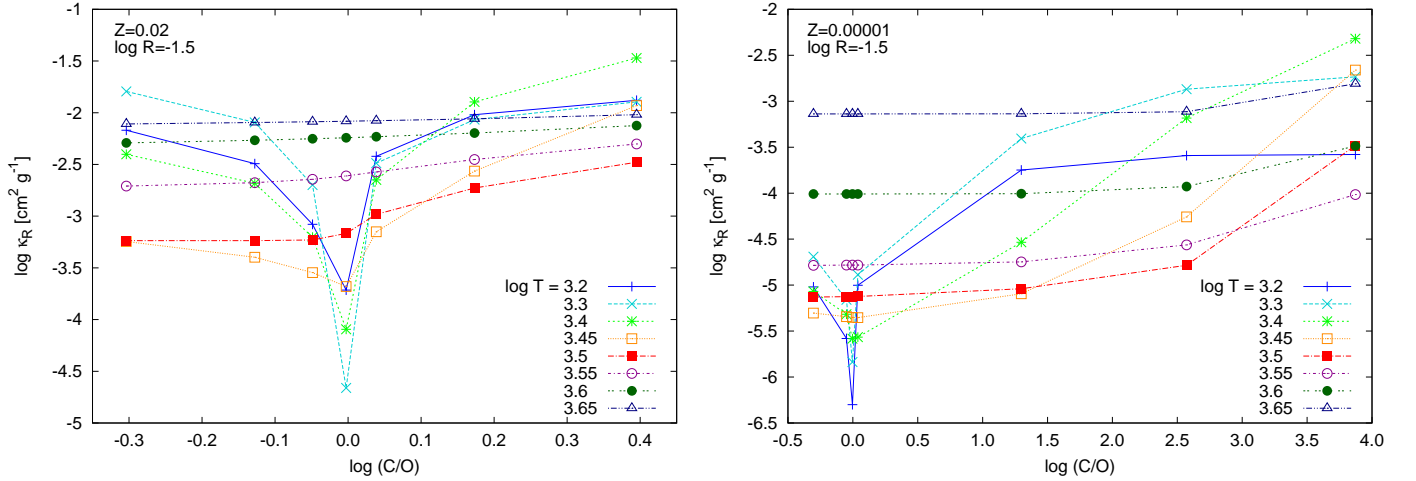 Z=0.02
log R=-1.5
log κR [cm2 g-1]
-1
-1.5
-2
-2.5
-3
-3.5
-4
-4.5
-5
log T = 3.2
3.3
3.4
3.45
3.5
3.55
3.6
3.65
-0.3 -0.2 -0.1 0.0 0.1 0.2 0.3 0.4
log (C/O)
Z=0.00001
log R=-1.5
log κR [cm2 g-1]
-2
-2.5
-3
-3.5
-4
-4.5
-5
-5.5
-6
-6.5
log T = 3.2
3.3
3.4
3.45
3.5
3.55
3.6
3.65
-0.5 0.0 0.5 1.0 1.5 2.0 2.5 3.0 3.5 4.0
log (C/O)